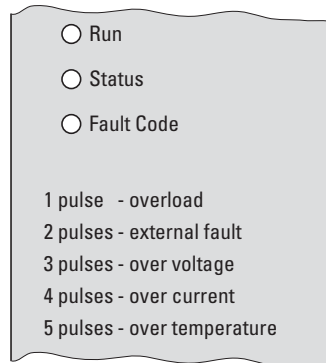 Run
Status
Fault Code
1 pulse - overload
2 pulses - external fault
3 pulses - over voltage
4 pulses - over current
5 pulses - over temperature